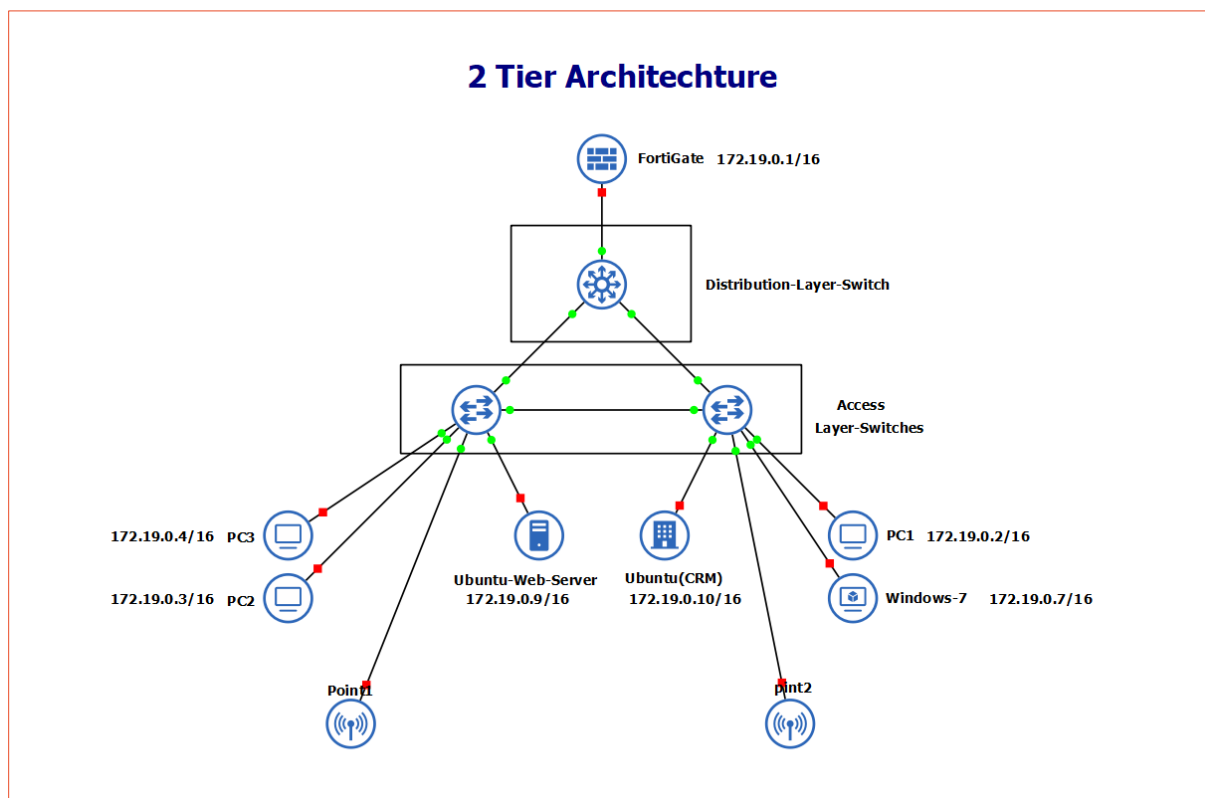 2 Tier Architechture
FortiGate 172.19.0.1/16
Distribution-Layer-Switch
Access
Layer-Switches
172.19.0.4/16 PC3
PC1 172.19.0.2/16
Ubuntu-Web-Server
172.19.0.9/16
Ubuntu(CRM)
172.19.0.10/16
172.19.0.3/16 PC2
Windows-7 172.19.0.7/16
Point1
pint2